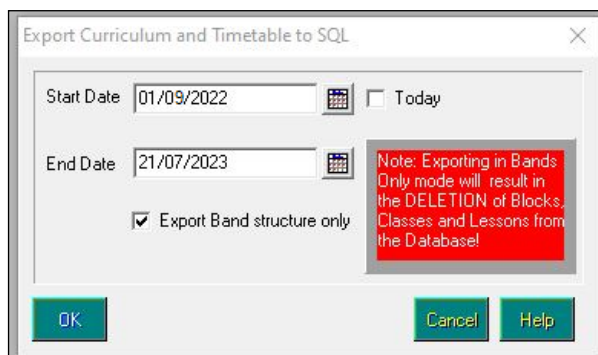 Export Curriculum and Timetable to SQL
Start Date 01/09/2022 Today
End Date 21/07/2023
Note: Exporting in Bands
Only mode will result in
the DELETION of Blocks,
Classes and Lessons from
the Database!
Export Band structure only
OK Cancel Help